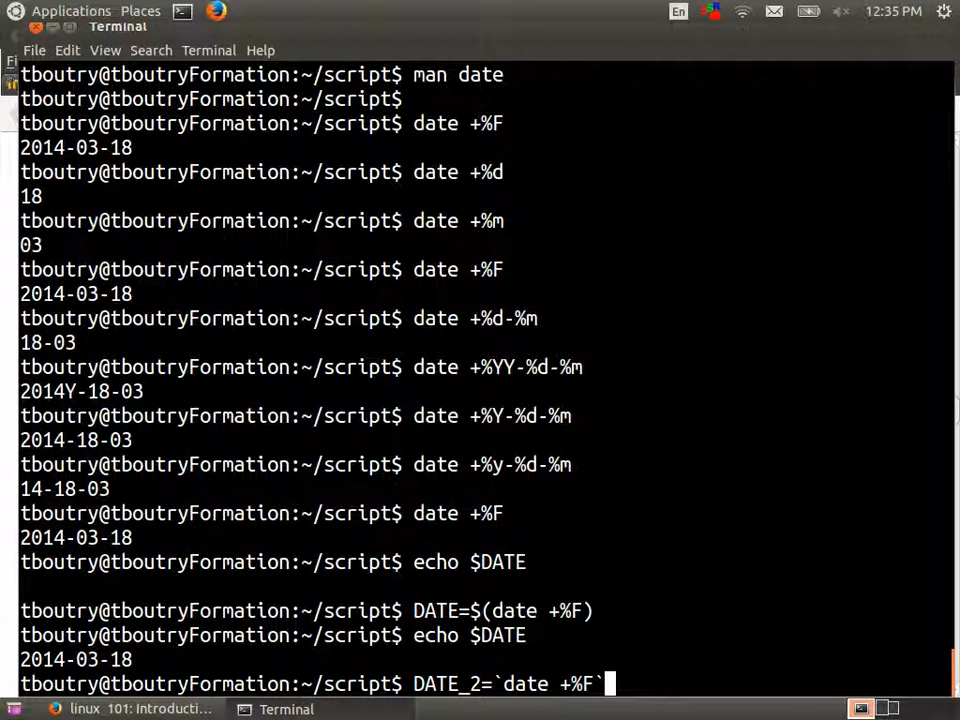 Applications Places En 12:35 PM
Terminal
File Edit View Search Terminal Help
tboutry@tboutryFormation:~/script$ man date
tboutry@tboutryFormation:~/script$
tboutry@tboutryFormation:~/script$ date +%F
2014-03-18
tboutry@tboutryFormation:~/script$ date +%d
18
tboutry@tboutryFormation:~/script$ date +%m
03
tboutry@tboutryFormation:~/script$ date +%F
2014-03-18
tboutry@tboutryFormation:~/script$ date +%d-%m
18-03
tboutry@tboutryFormation:~/script$ date +%YY-%d-%m
2014Y-18-03
tboutry@tboutryFormation:~/script$ date +%Y-%d-%m
2014-18-03
tboutry@tboutryFormation:~/script$ date +%y-%d-%m
14-18-03
tboutry@tboutryFormation:~/script$ date +%F
2014-03-18
tboutry@tboutryFormation:~/script$ echo $DATE
tboutry@tboutryFormation:~/script$ DATE=$(date +%F)
tboutry@tboutryFormation:~/script$ echo $DATE
2014-03-18
tboutry@tboutryFormation:~/script$ DATE_2=`date +%F`
linux_101: Introducti... Terminal